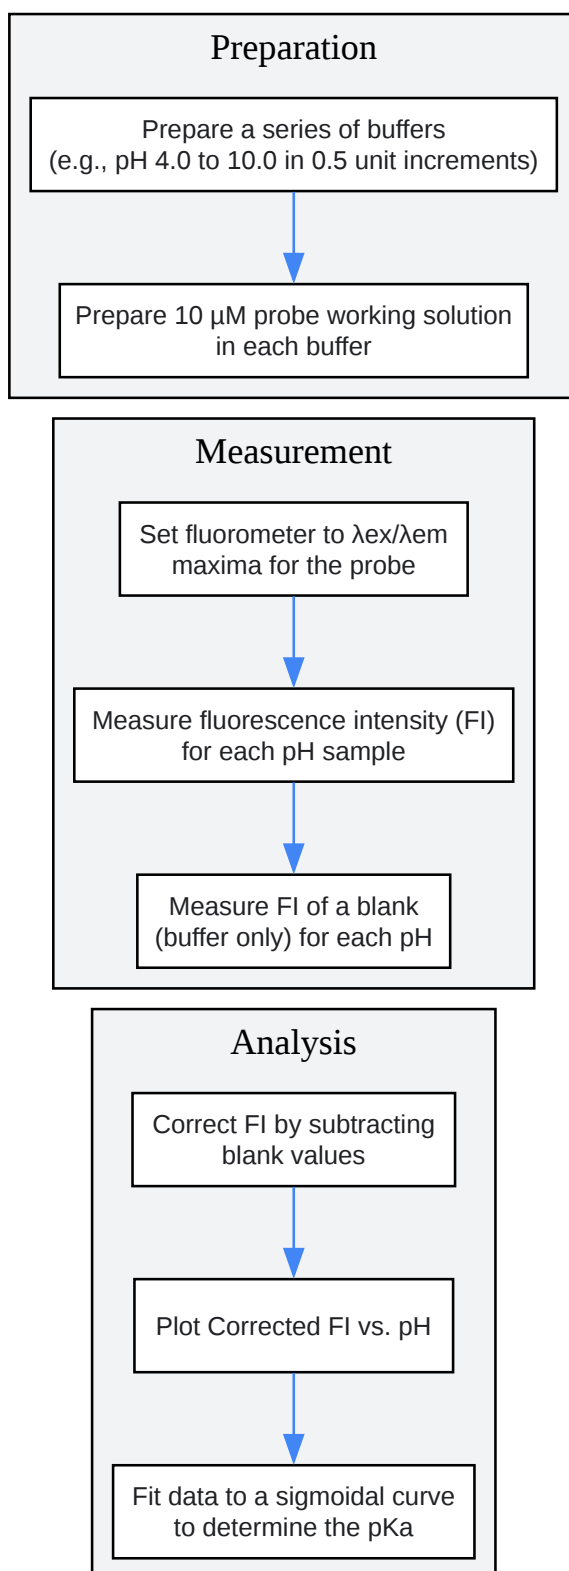 Preparation
Prepare a series of buffers
(e.g., pH 4.0 to 10.0 in 0.5 unit increments)
Prepare 10 µM probe working solution
in each buffer
Measurement
Set fluorometer to λex/λem
maxima for the probe
Measure fluorescence intensity (FI)
for each pH sample
Measure FI of a blank
(buffer only) for each pH
Analysis
Correct FI by subtracting
blank values
Plot Corrected FI vs. pH
Fit data to a sigmoidal curve
to determine the pKa